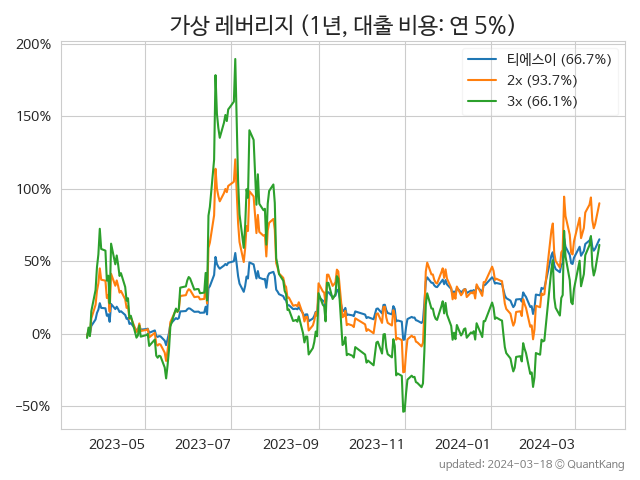 가상 레버리지 (1년, 대출 비용: 연 5%)
티에스이 (66.7%)
2x (93.7%)
3x (66.1%)
200%
150%
100%
50%
0%
−50%
2023-05 2023-07 2023-09 2023-11 2024-01 2024-03
updated: 2024-03-18 © QuantKang